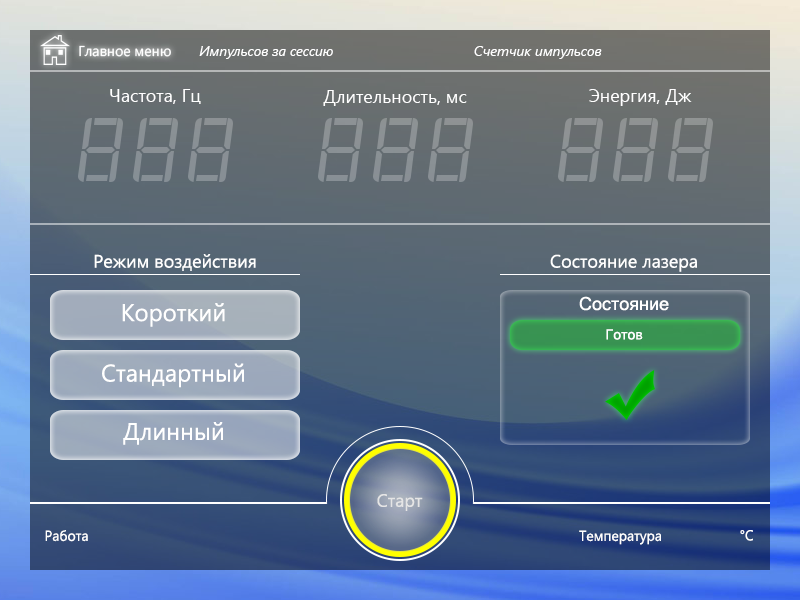 Главное меню Импульсов за сессию Счетчик импульсов
Частота, Гц Длительность, мс Энергия, Дж
Режим воздействия Состояние лазера
Короткий
Стандартный
Длинный
Состояние
Готов
Старт
Работа Температура °C